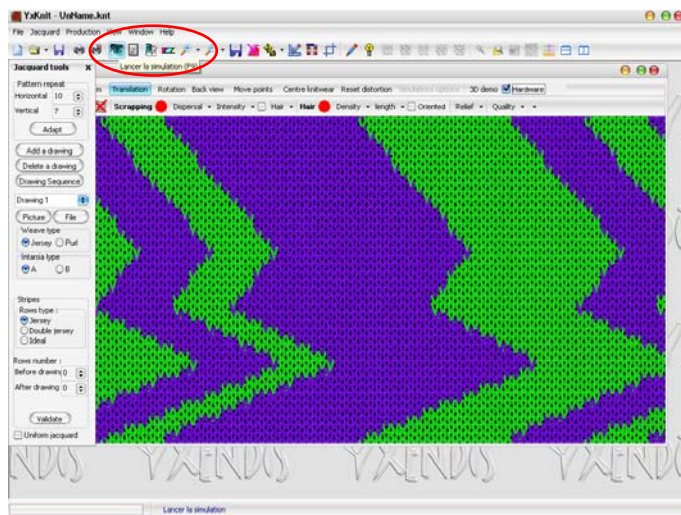 YxKnit - UnName.knt
File Jacquard Production View Window Help
Lancer la simulation (F9)
Jacquard tools x
Pattern repeat
Horizontal 10
Vertical 7
Adapt
Add a drawing
Delete a drawing
Drawing Sequence
Drawing 1
Picture File
Weave type
Jersey Purl
Intarsia type
A B
Stripes
Rows type :
Jersey
Double jersey
Ideal
Rows number :
Before drawing 0
After drawing 0
Validate
Uniform jacquard
Translation Rotation Back view Move points Centre knitwear Reset distortion Simulations options 3D demo Hardware
Scrapping Dispersal Intensity Hair Hair Density length Oriented Relief Quality
YXENDIS
Lancer la simulation